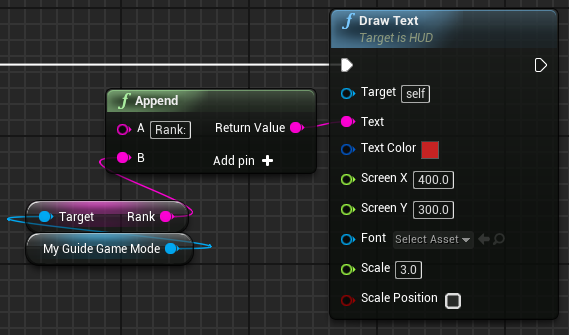 f Draw Text
Target is HUD
Target self
Text
Text Color
Screen X 400.0
Screen Y 300.0
Font Select Asset
Scale 3.0
Scale Position
f Append
A Rank: Return Value
B Add pin +
Target Rank
My Guide Game Mode